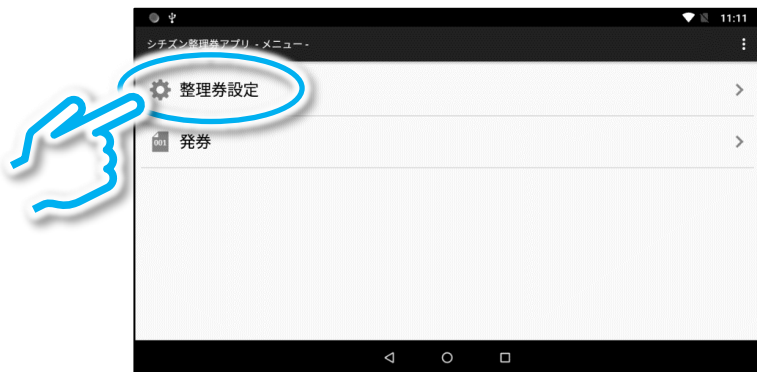 11:11
シチズン整理券アプリ - メニュー -
整理券設定
001
発券